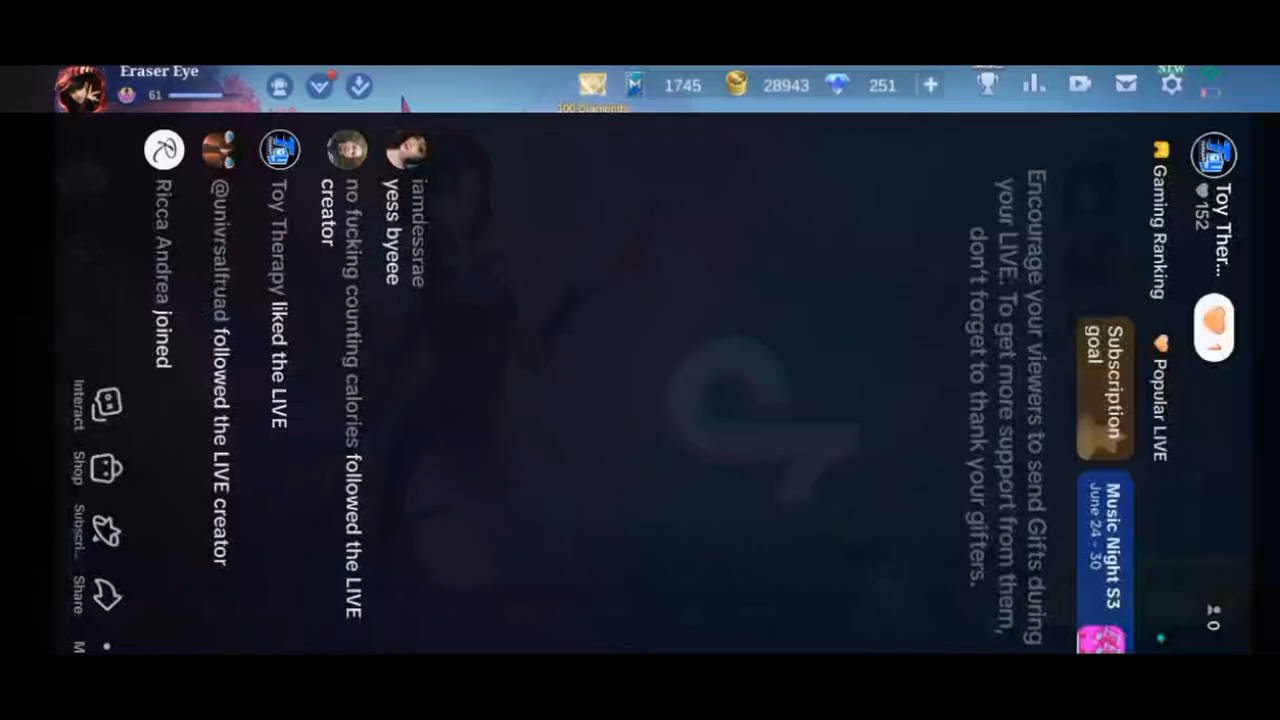 Eraser Eye
61
100 Diamonds
1745
28943
251
NEW
Toy Ther...
152
1
0
Gaming Ranking
Popular LIVE
Subscription
goal
Music Night S3
June 24 - 30
Encourage your viewers to send Gifts during
your LIVE. To get more support from them,
don't forget to thank your gifters.
iamdessrae
yess byeee
no fucking counting calories followed the LIVE
creator
Toy Therapy liked the LIVE
@univrsalfruad followed the LIVE creator
Ricca Andrea joined
Interact
Shop
Subscri...
Share
M